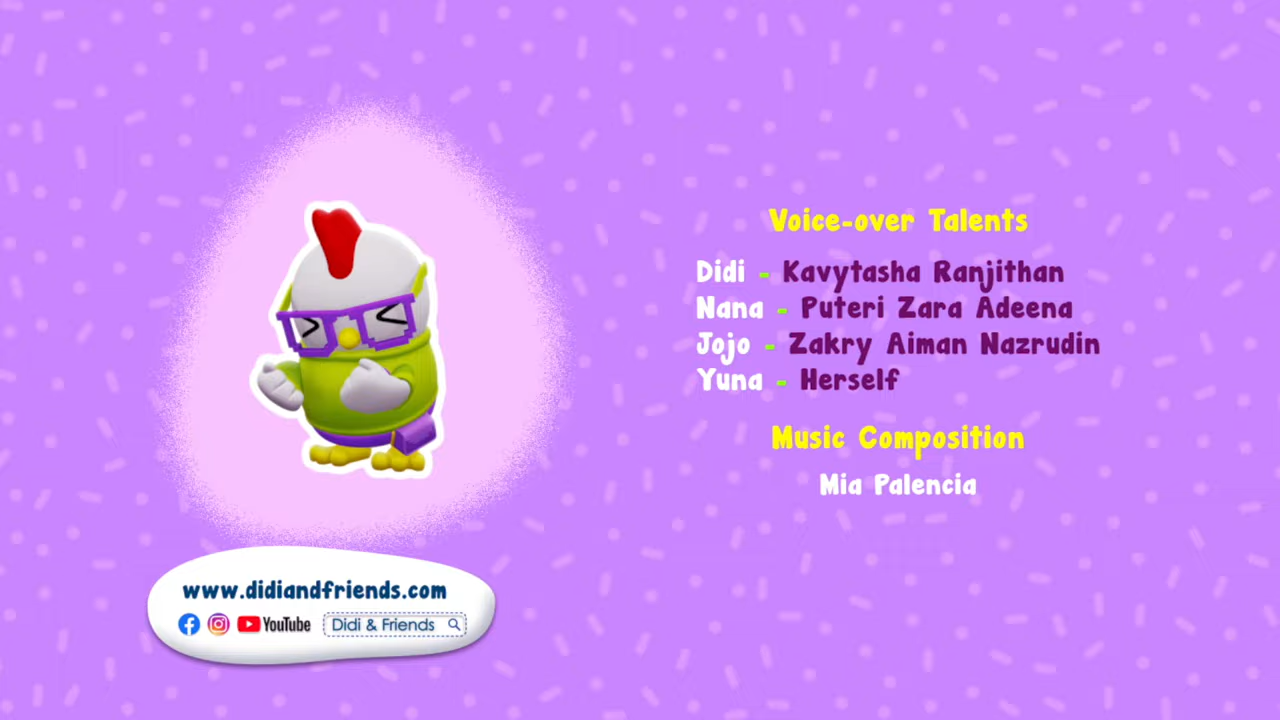 Voice-over Talents
Didi - Kavytasha Ranjithan
Nana - Puteri Zara Adeena
Jojo - Zakry Aiman Nazrudin
Yuna - Herself
Music Composition
Mia Palencia
www.didiandfriends.com
YouTube Didi & Friends